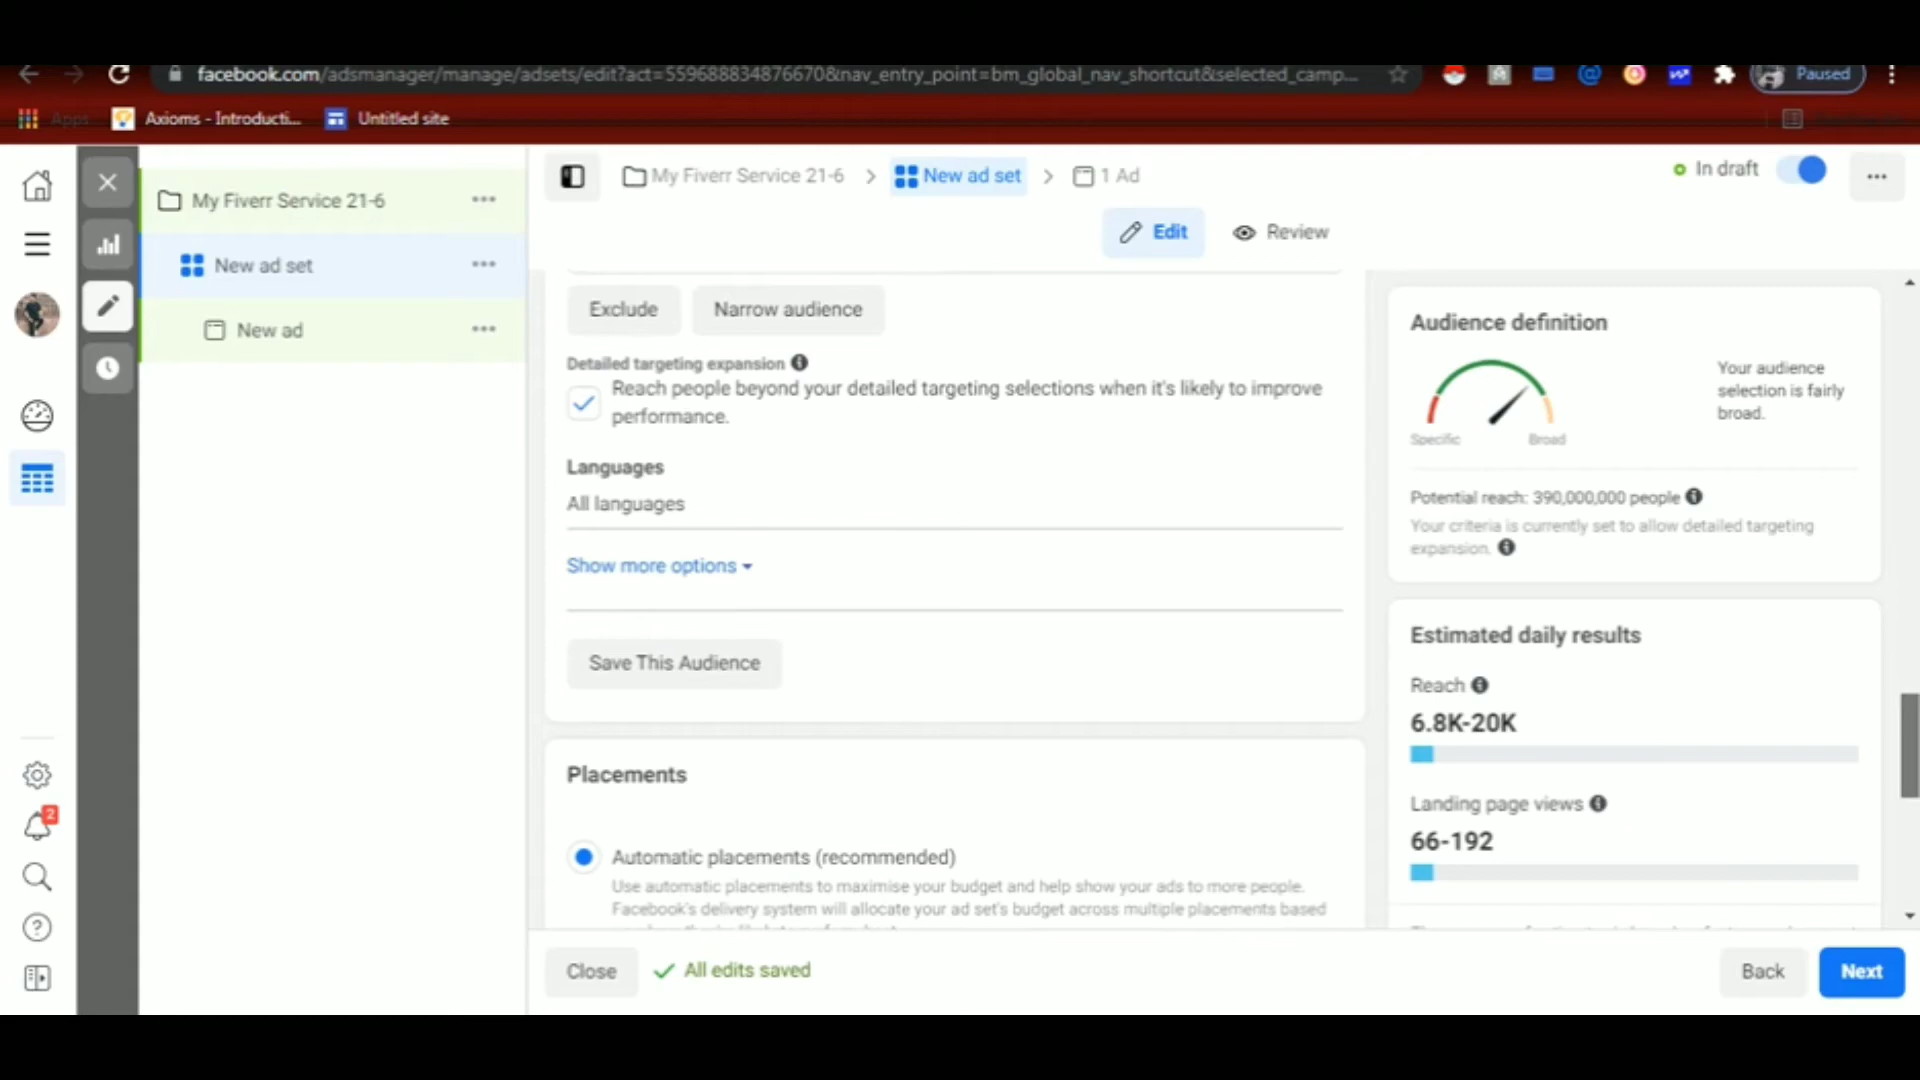 facebook.com/adsmanager/manage/adsets/edit?act=559688834876670&nav_entry_point=bm_global_nav_shortcut&selected_camp...
Paused
Apps
Axioms - Introducti...
Untitled site
My Fiverr Service 21-6
New ad set
New ad
2
My Fiverr Service 21-6
New ad set
1 Ad
In draft
Edit
Review
Exclude
Narrow audience
Detailed targeting expansion
Reach people beyond your detailed targeting selections when it's likely to improve
performance.
Languages
All languages
Show more options
Save This Audience
Placements
Automatic placements (recommended)
Use automatic placements to maximise your budget and help show your ads to more people.
Facebook's delivery system will allocate your ad set's budget across multiple placements based
Close
All edits saved
Back
Next
Audience definition
Your audience
selection is fairly
broad.
Specific
Broad
Potential reach: 390,000,000 people
Your criteria is currently set to allow detailed targeting
expansion.
Estimated daily results
Reach
6.8K-20K
Landing page views
66-192